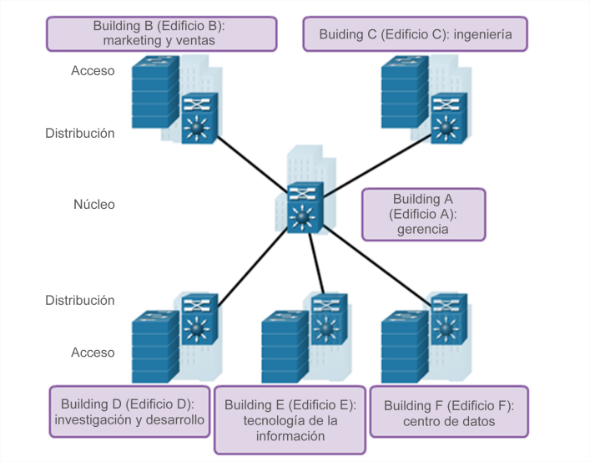 Building B (Edificio B):
marketing y ventas
Buiding C (Edificio C): ingeniería
Acceso
Distribución
Núcleo
Building A
(Edificio A):
gerencia
Distribución
Acceso
Building D (Edificio D):
investigación y desarrollo
Building E (Edificio E):
tecnología de la
información
Building F (Edificio F):
centro de datos